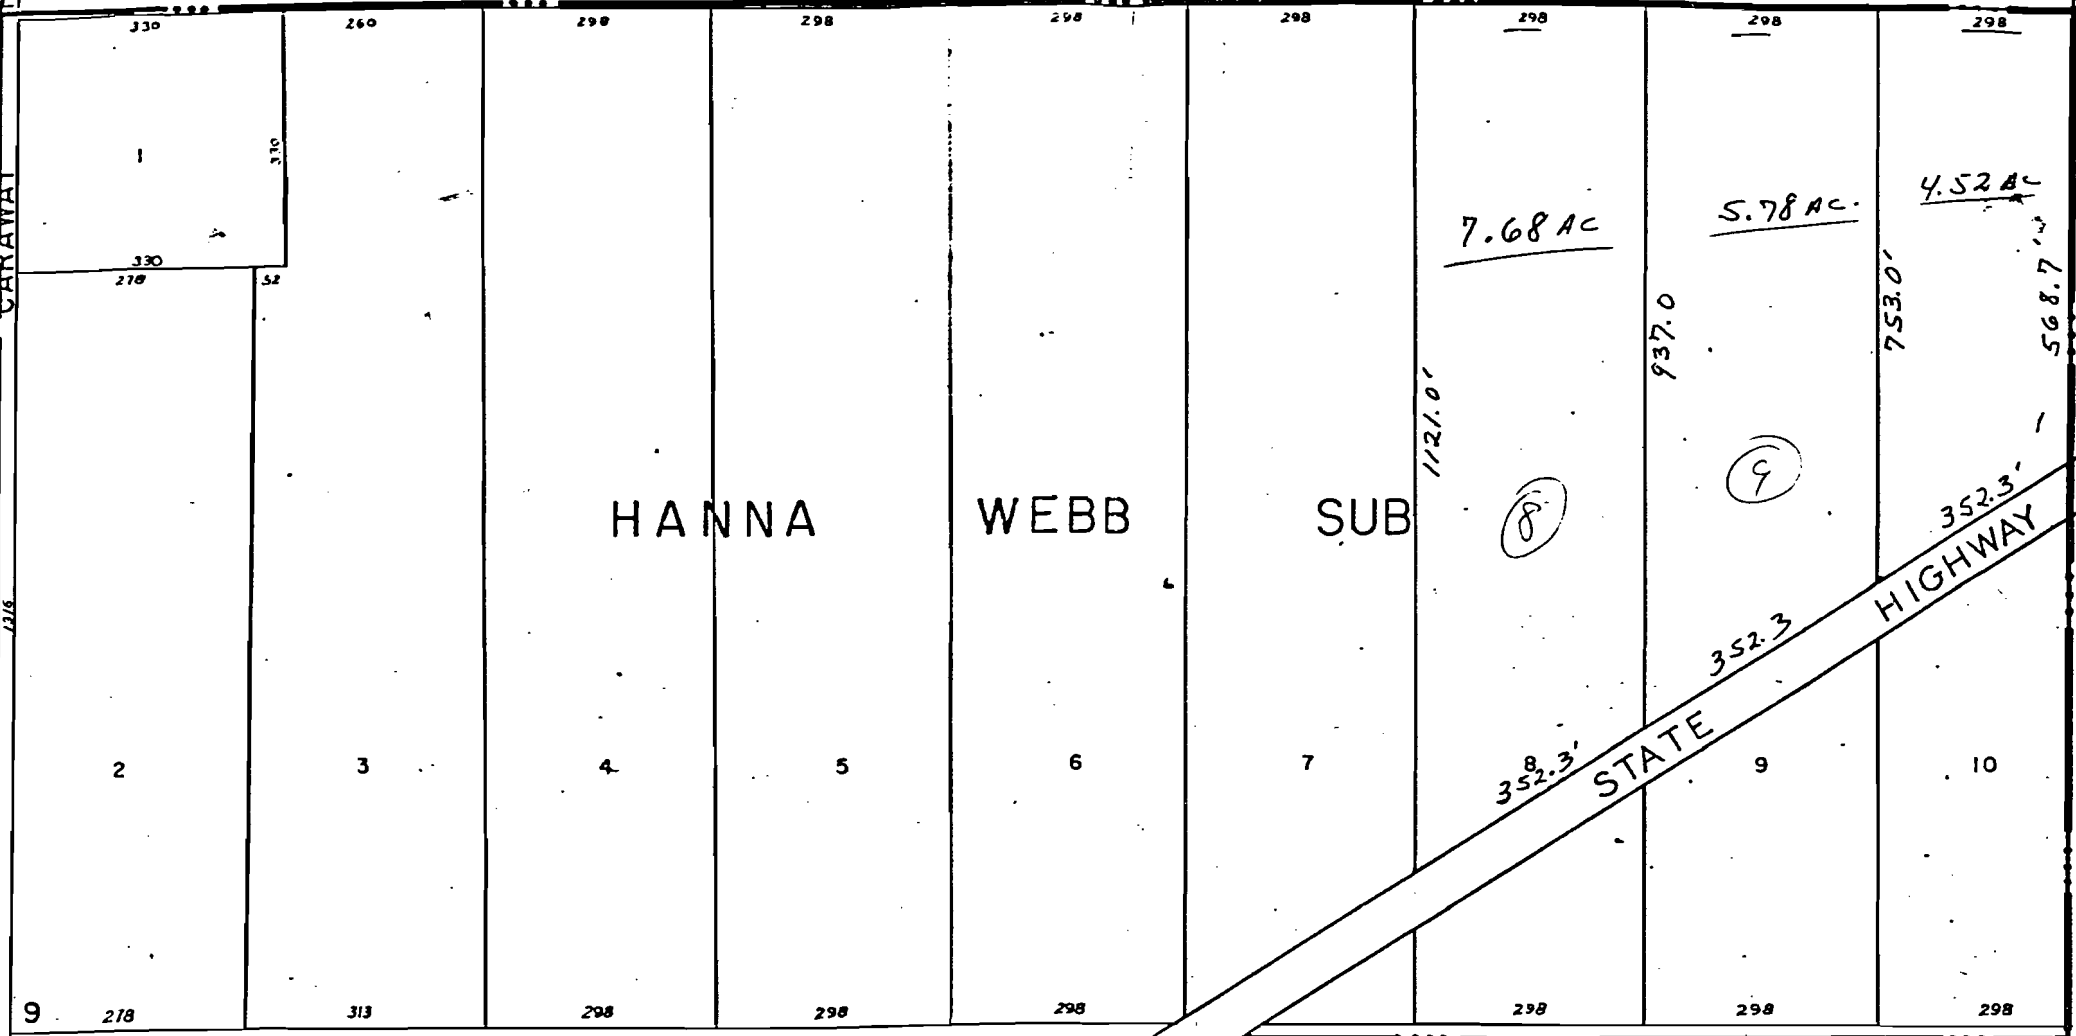 330 260 298 298 298 298 298 298 298
1
330
CARAWAY
330
278 52
7.68 AC
5.78 AC.
4.52 AC
1121.0'
937.0
753.0'
568.7'
HANNA WEBB SUB
8
9
1316
352.3'
352.3
352.3'
STATE HIGHWAY
2 3 4 5 6 7 8 9 10
9 278 313 298 298 298 298 298 298